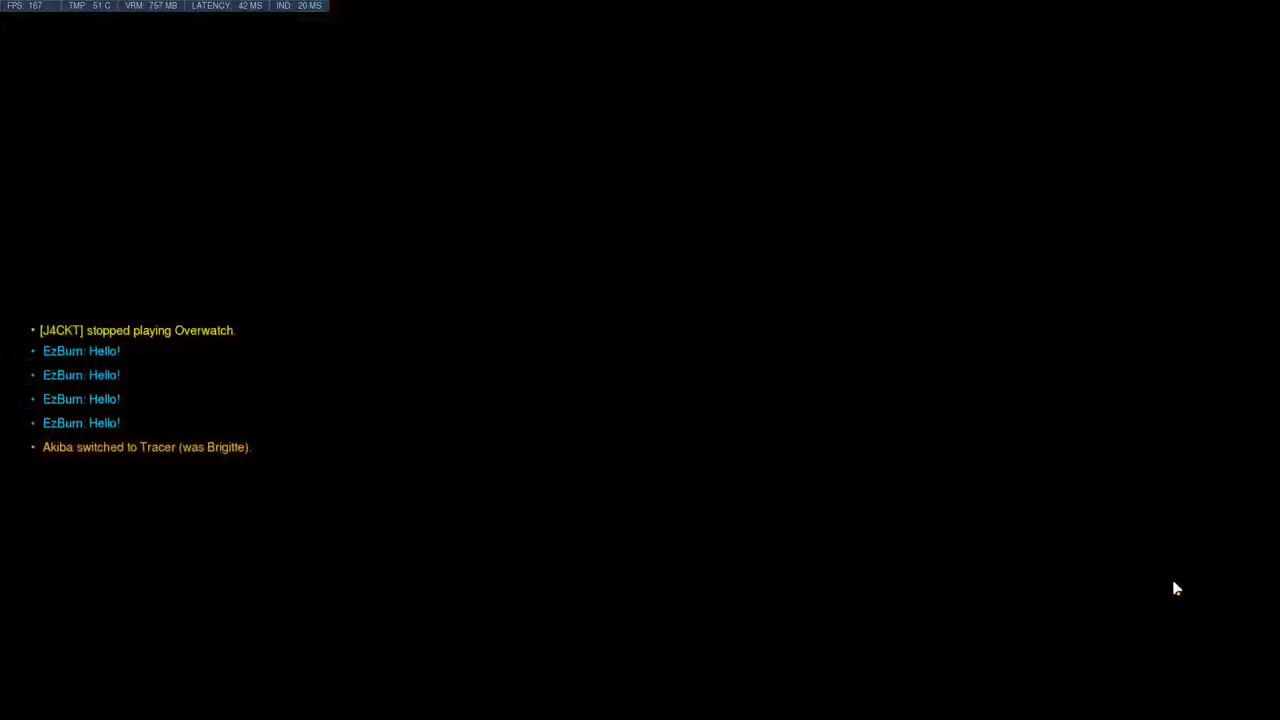 FPS: 167 TMP: 51 C VRM: 757 MB LATENCY: 42 MS IND: 20 MS
• [J4CKT] stopped playing Overwatch.
• EzBurn: Hello!
• EzBurn: Hello!
• EzBurn: Hello!
• EzBurn: Hello!
• Akiba switched to Tracer (was Brigitte).